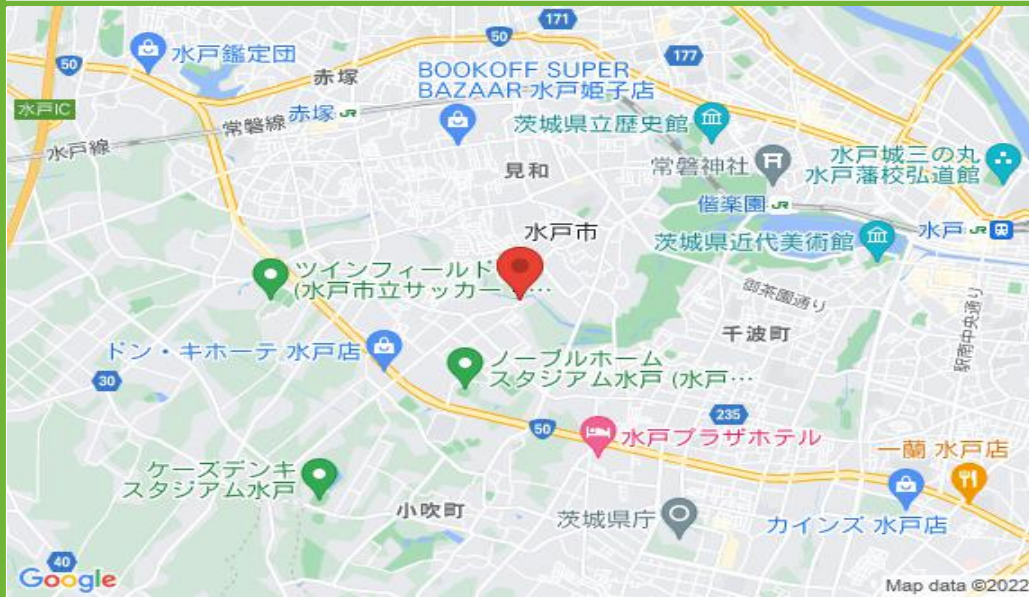 171
50
水戸鑑定団
50
177
赤塚
BOOKOFF SUPER
BAZAAR 水戸姫子店
水戸IC
赤塚 JR
常磐線
茨城県立歴史館
水戸線
見和
常磐神社
水戸城三の丸
水戸藩校弘道館
偕楽園 JR
水戸市
水戸 JR
茨城県近代美術館
ツインフィールド
(水戸市立サッカー・…
御茶園通り
千波町
駅南中央通り
ドン・キホーテ 水戸店
ノーブルホーム
スタジアム水戸 (水戸…
30
235
50
水戸プラザホテル
一蘭 水戸店
ケーズデンキ
スタジアム水戸
小吹町
茨城県庁
カインズ 水戸店
40
Google
Map data ©2022